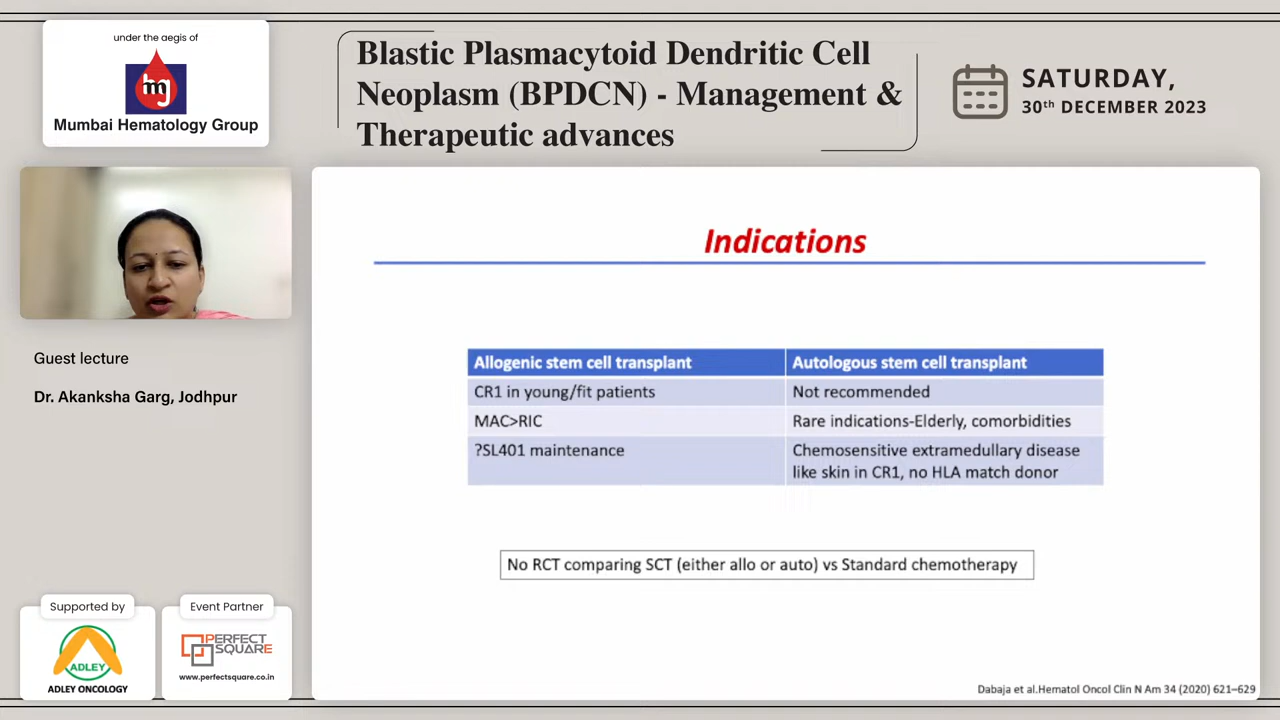 under the aegis of
hg
Mumbai Hematology Group
Blastic Plasmacytoid Dendritic Cell
Neoplasm (BPDCN) - Management &
Therapeutic advances
SATURDAY,
30th DECEMBER 2023
Guest lecture
Dr. Akanksha Garg, Jodhpur
Indications
Allogenic stem cell transplant Autologous stem cell transplant
CR1 in young/fit patients Not recommended
MAC>RIC Rare indications-Elderly, comorbidities
?SL401 maintenance Chemosensitive extramedullary disease
like skin in CR1, no HLA match donor
No RCT comparing SCT (either allo or auto) vs Standard chemotherapy
Dabaja et al.Hematol Oncol Clin N Am 34 (2020) 621–629
Supported by
ADLEY
ADLEY ONCOLOGY
Event Partner
PERFECT
SQUARE
www.perfectsquare.co.in